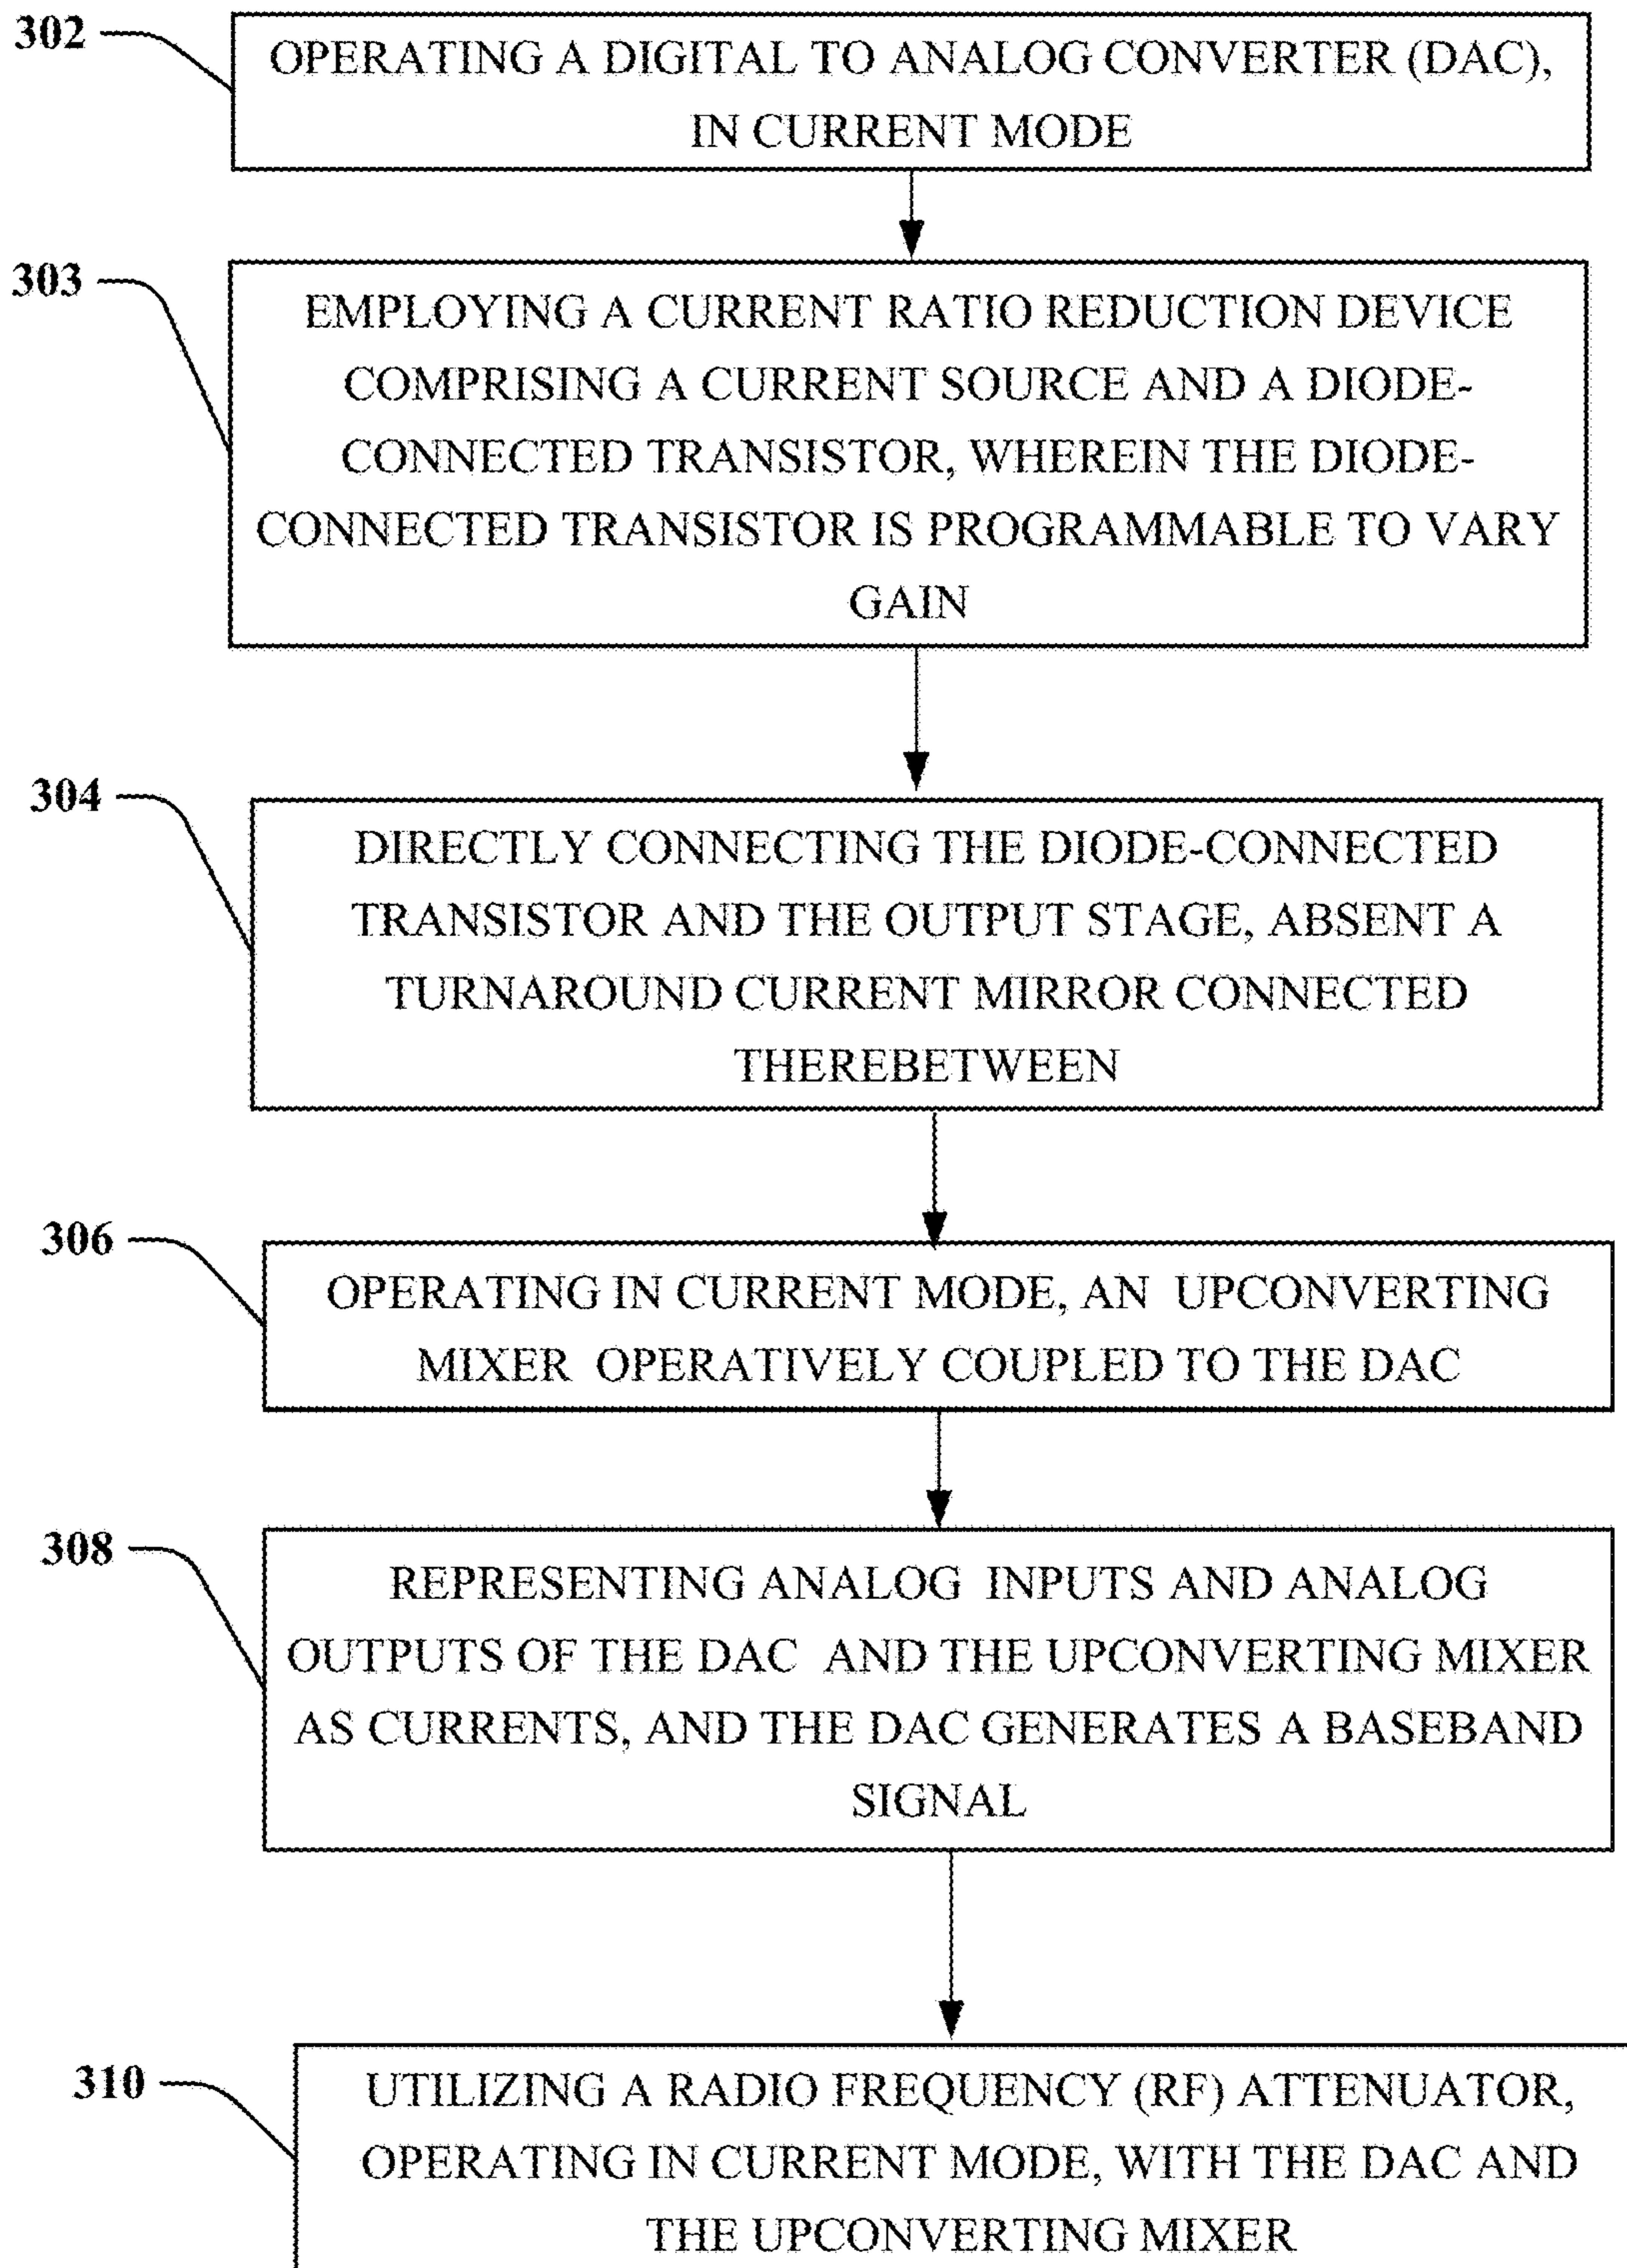 302
OPERATING A DIGITAL TO ANALOG CONVERTER (DAC),
IN CURRENT MODE
303
EMPLOYING A CURRENT RATIO REDUCTION DEVICE
COMPRISING A CURRENT SOURCE AND A DIODE-
CONNECTED TRANSISTOR, WHEREIN THE DIODE-
CONNECTED TRANSISTOR IS PROGRAMMABLE TO VARY
GAIN
304
DIRECTLY CONNECTING THE DIODE-CONNECTED
TRANSISTOR AND THE OUTPUT STAGE, ABSENT A
TURNAROUND CURRENT MIRROR CONNECTED
THEREBETWEEN
306
OPERATING IN CURRENT MODE, AN UPCONVERTING
MIXER OPERATIVELY COUPLED TO THE DAC
308
REPRESENTING ANALOG INPUTS AND ANALOG
OUTPUTS OF THE DAC AND THE UPCONVERTING MIXER
AS CURRENTS, AND THE DAC GENERATES A BASEBAND
SIGNAL
310
UTILIZING A RADIO FREQUENCY (RF) ATTENUATOR,
OPERATING IN CURRENT MODE, WITH THE DAC AND
THE UPCONVERTING MIXER